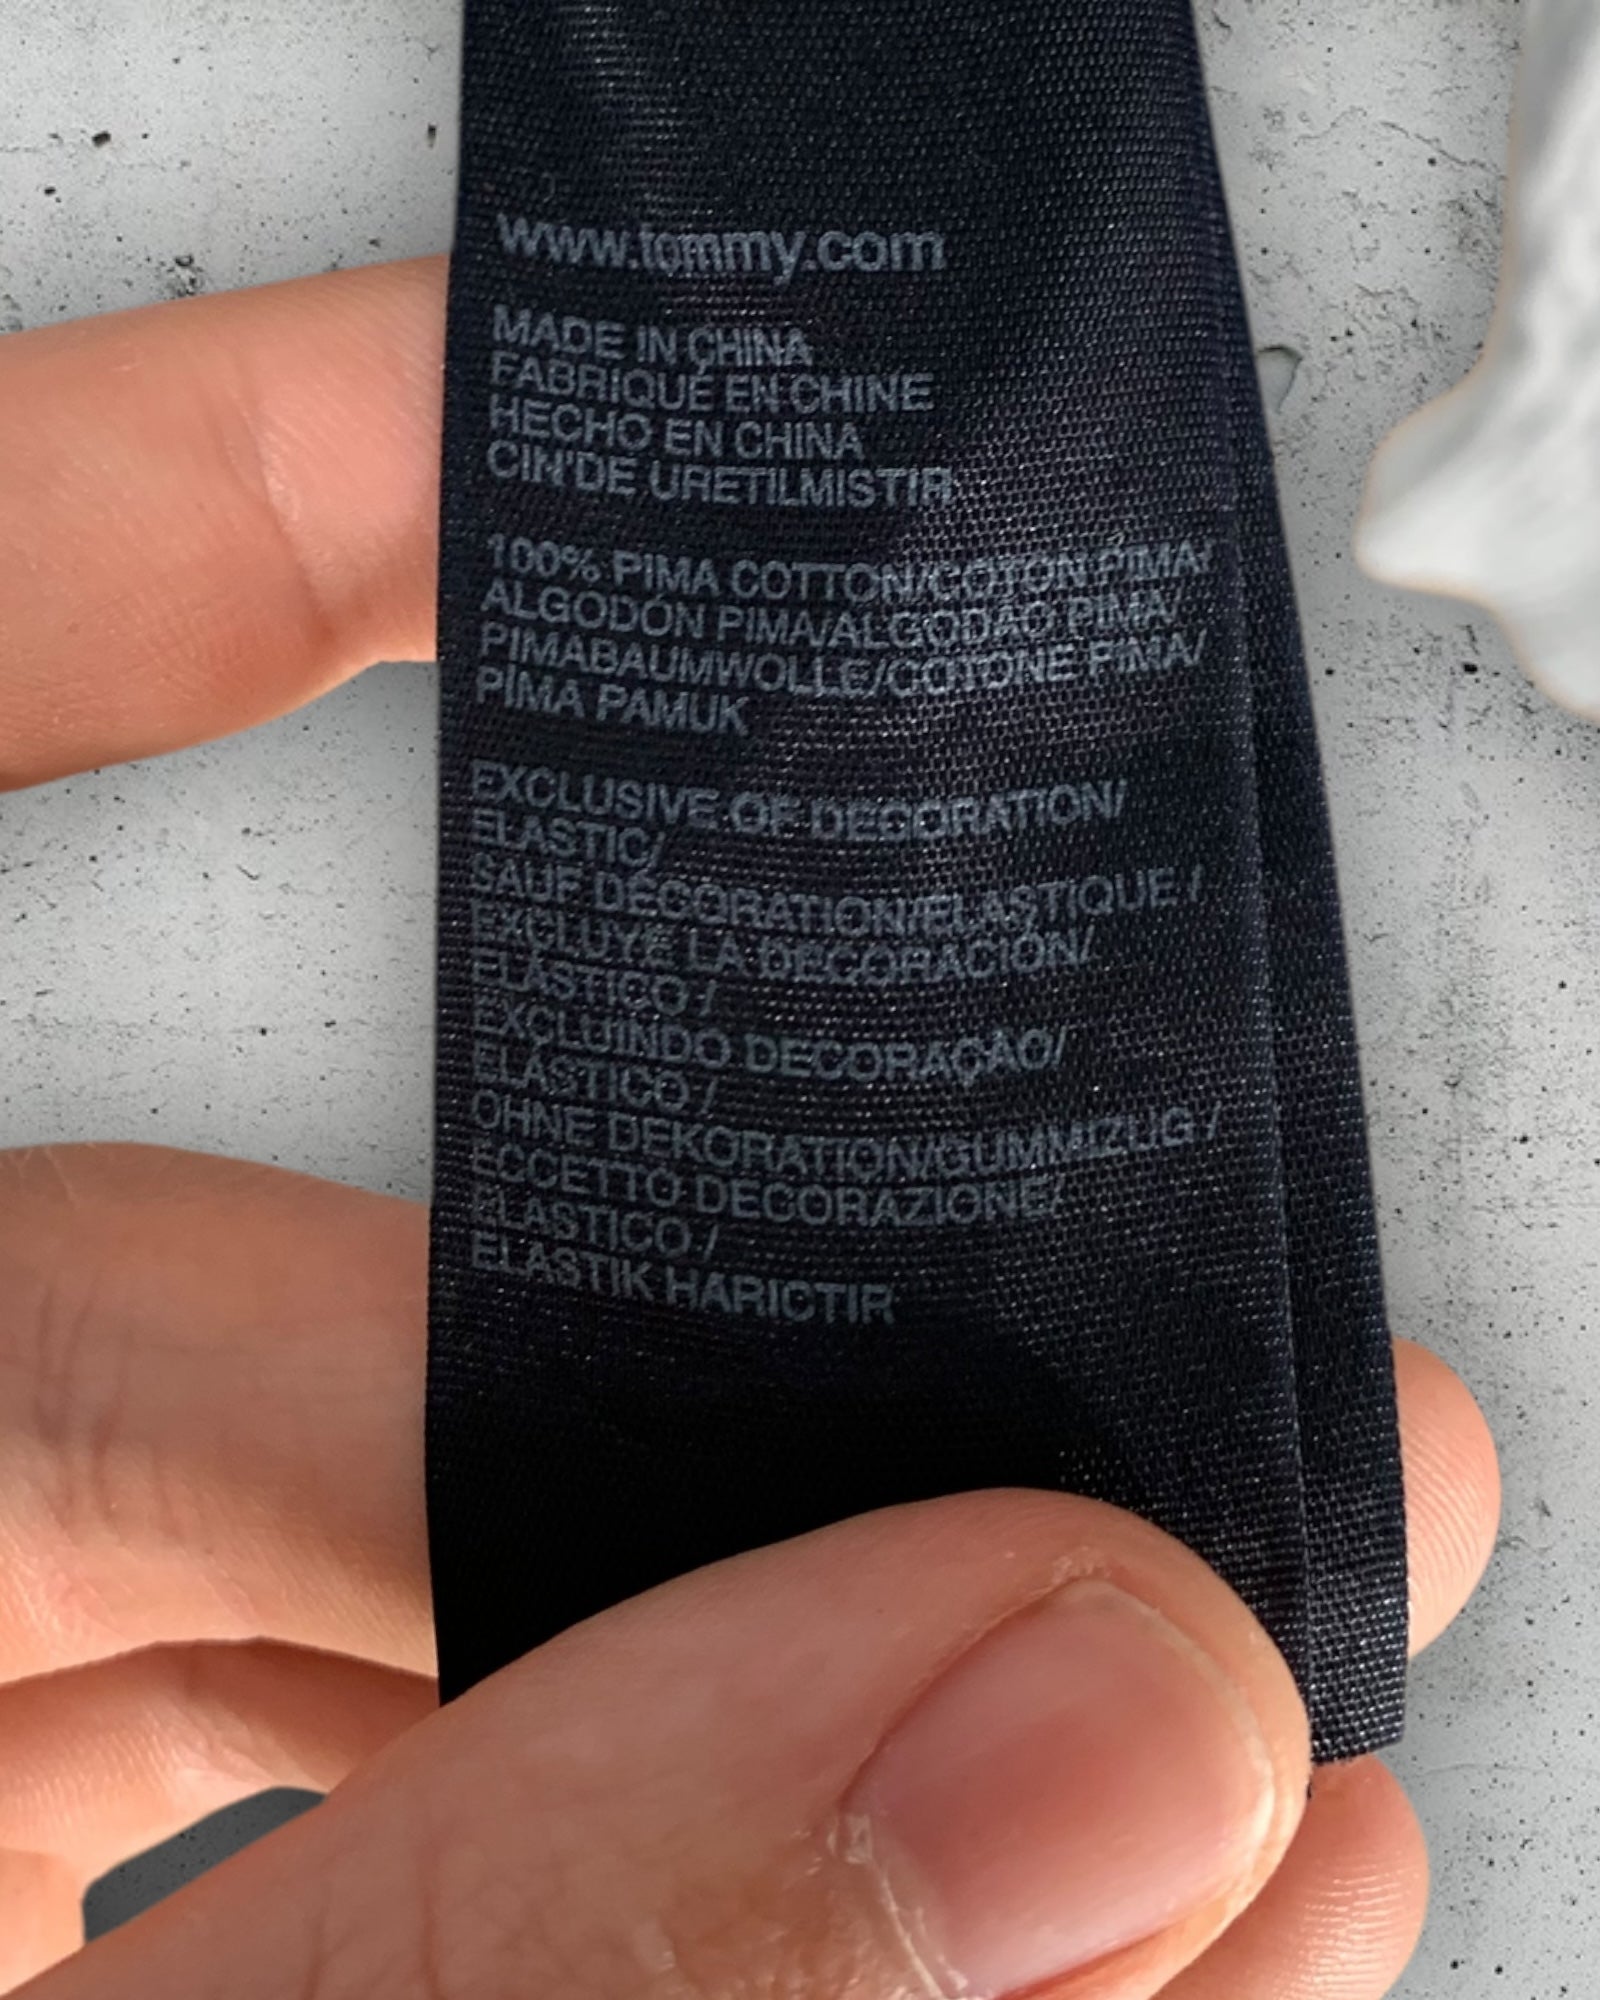 www.tommy.com
MADE IN CHINA
FABRIQUÉ EN CHINE
HECHO EN CHINA
CIN'DE URETILMISTIR
100% PIMA COTTON/COTON PIMA/
ALGODÓN PIMA/ALGODÃO PIMA/
PIMABAUMWOLLE/COTONE PIMA/
PİMA PAMUK
EXCLUSIVE OF DECORATION/
ELASTIC/
SAUF DÉCORATION/ÉLASTIQUE /
EXCLUYE LA DECORACIÓN/
ELÁSTICO /
EXCLUINDO DECORAÇÃO/
ELÁSTICO /
OHNE DEKORATION/GUMMIZUG /
ECCETTO DECORAZIONE/
ELASTICO /
ELASTIK HARICTIR